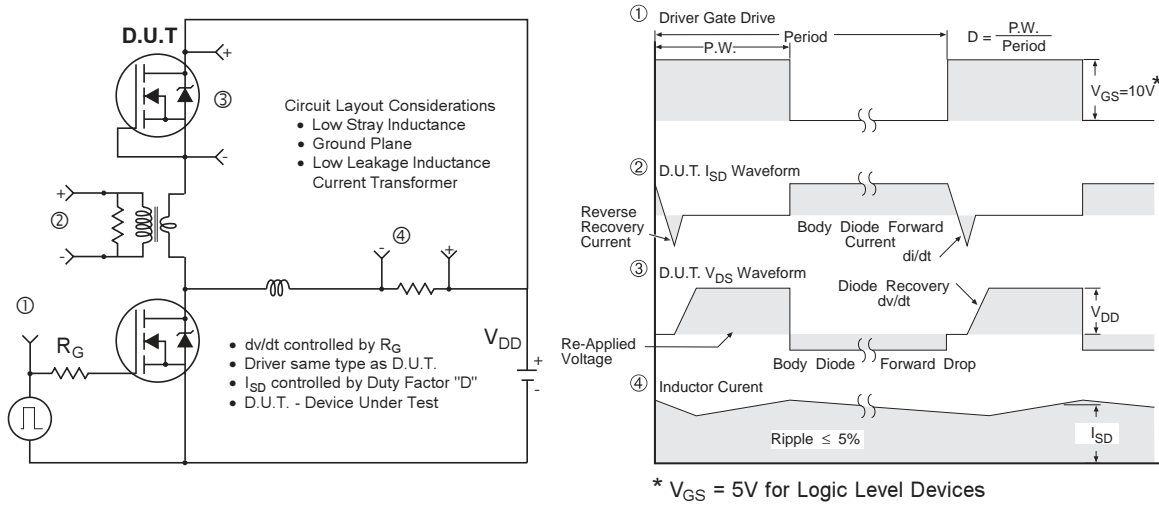 D.U.T
+
③
-
Circuit Layout Considerations
• Low Stray Inductance
• Ground Plane
• Low Leakage Inductance
Current Transformer
+
②
-
④
-
+
①
R_G
V_DD
+
-
• dv/dt controlled by R_G
• Driver same type as D.U.T.
• I_SD controlled by Duty Factor "D"
• D.U.T. - Device Under Test
① Driver Gate Drive
Period
P.W.
D = P.W. / Period
V_GS=10V*
② D.U.T. I_SD Waveform
Reverse
Recovery
Current
Body Diode Forward
Current
di/dt
③ D.U.T. V_DS Waveform
Diode Recovery
dv/dt
V_DD
Re-Applied
Voltage
Body Diode Forward Drop
④ Inductor Curent
Ripple ≤ 5%
I_SD
* V_GS = 5V for Logic Level Devices